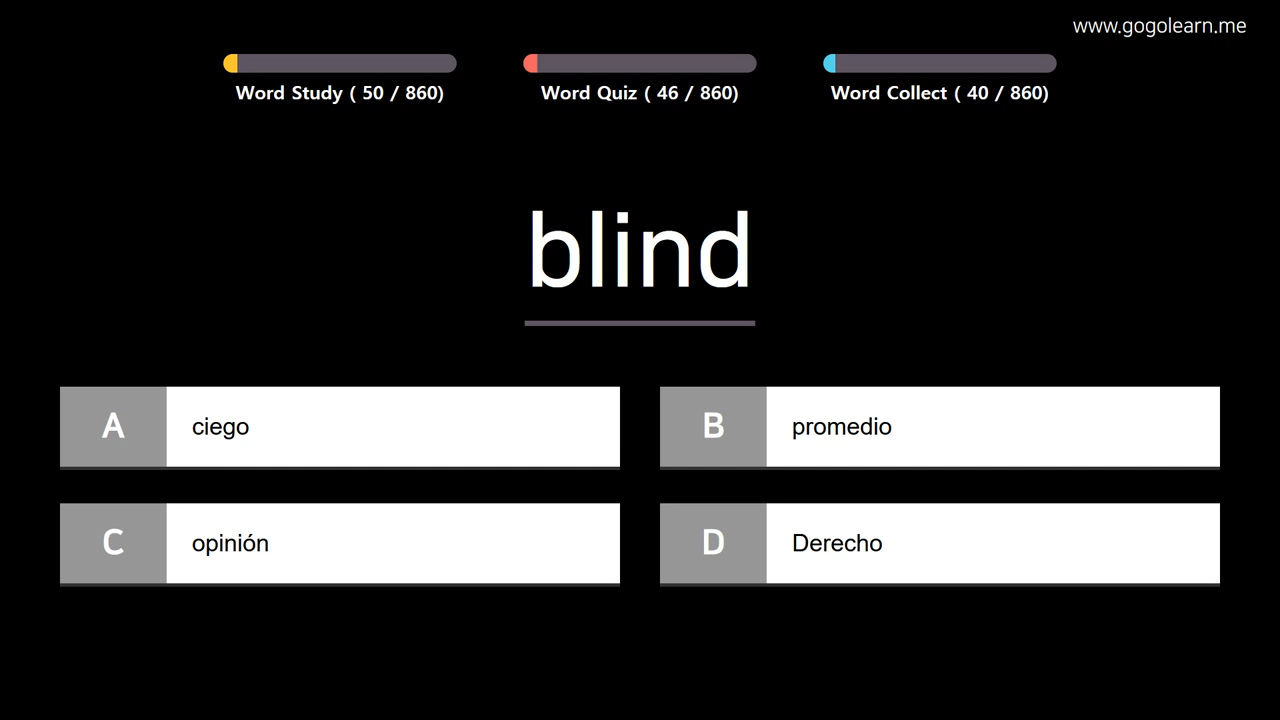 www.gogolearn.me
Word Study ( 50 / 860)
Word Quiz ( 46 / 860)
Word Collect ( 40 / 860)
blind
A ciego
B promedio
C opinión
D Derecho